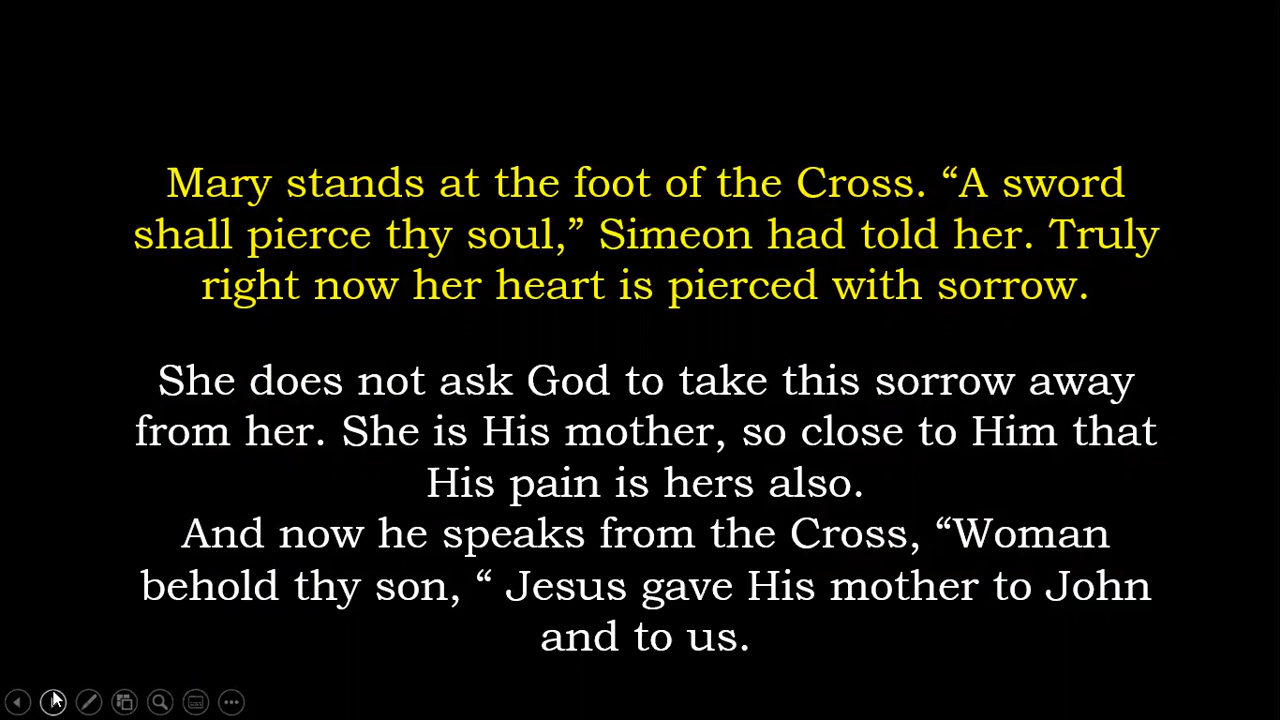 Mary stands at the foot of the Cross. “A sword
shall pierce thy soul,” Simeon had told her. Truly
right now her heart is pierced with sorrow.
She does not ask God to take this sorrow away
from her. She is His mother, so close to Him that
His pain is hers also.
And now he speaks from the Cross, “Woman
behold thy son, “ Jesus gave His mother to John
and to us.